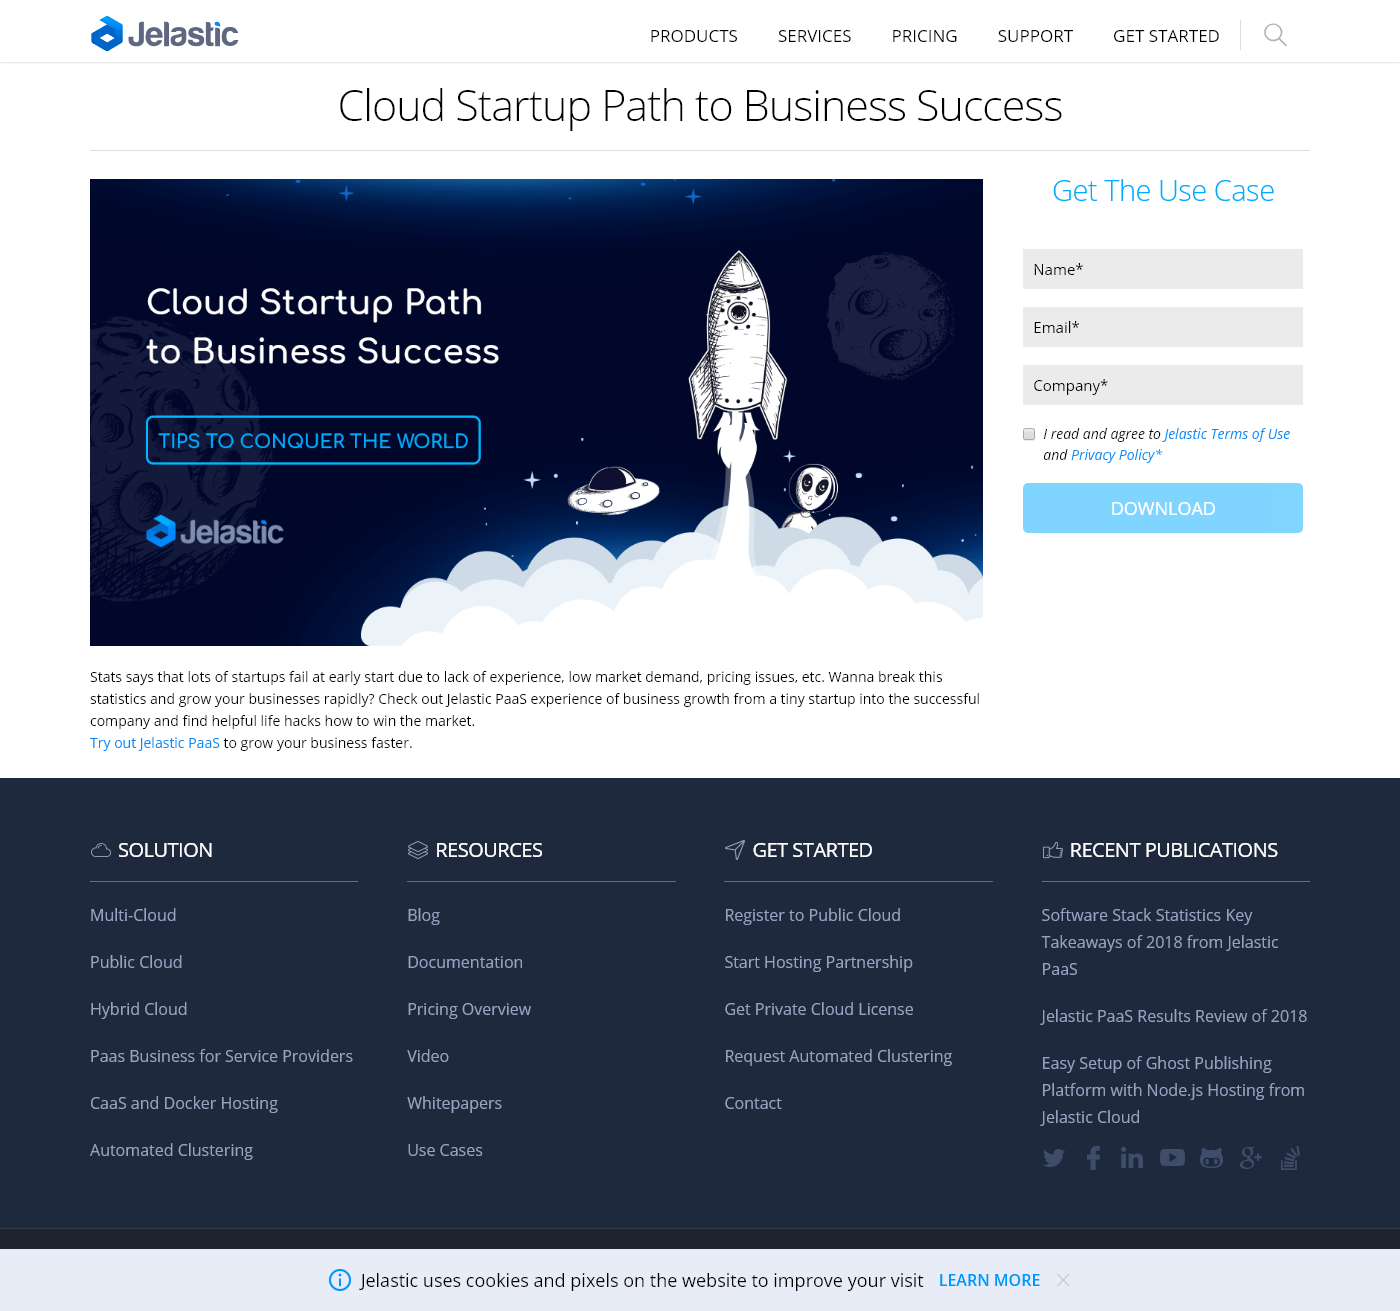 Jelastic
PRODUCTS
SERVICES
PRICING
SUPPORT
GET STARTED
Cloud Startup Path to Business Success
Cloud Startup Path
to Business Success
TIPS TO CONQUER THE WORLD
Jelastic
Get The Use Case
Name*
Email*
Company*
I read and agree to Jelastic Terms of Use
and Privacy Policy*
DOWNLOAD
Stats says that lots of startups fail at early start due to lack of experience, low market demand, pricing issues, etc. Wanna break this
statistics and grow your businesses rapidly? Check out Jelastic PaaS experience of business growth from a tiny startup into the successful
company and find helpful life hacks how to win the market.
Try out Jelastic PaaS to grow your business faster.
SOLUTION
Multi-Cloud
Public Cloud
Hybrid Cloud
Paas Business for Service Providers
CaaS and Docker Hosting
Automated Clustering
RESOURCES
Blog
Documentation
Pricing Overview
Video
Whitepapers
Use Cases
GET STARTED
Register to Public Cloud
Start Hosting Partnership
Get Private Cloud License
Request Automated Clustering
Contact
RECENT PUBLICATIONS
Software Stack Statistics Key
Takeaways of 2018 from Jelastic
PaaS
Jelastic PaaS Results Review of 2018
Easy Setup of Ghost Publishing
Platform with Node.js Hosting from
Jelastic Cloud
Jelastic uses cookies and pixels on the website to improve your visit LEARN MORE